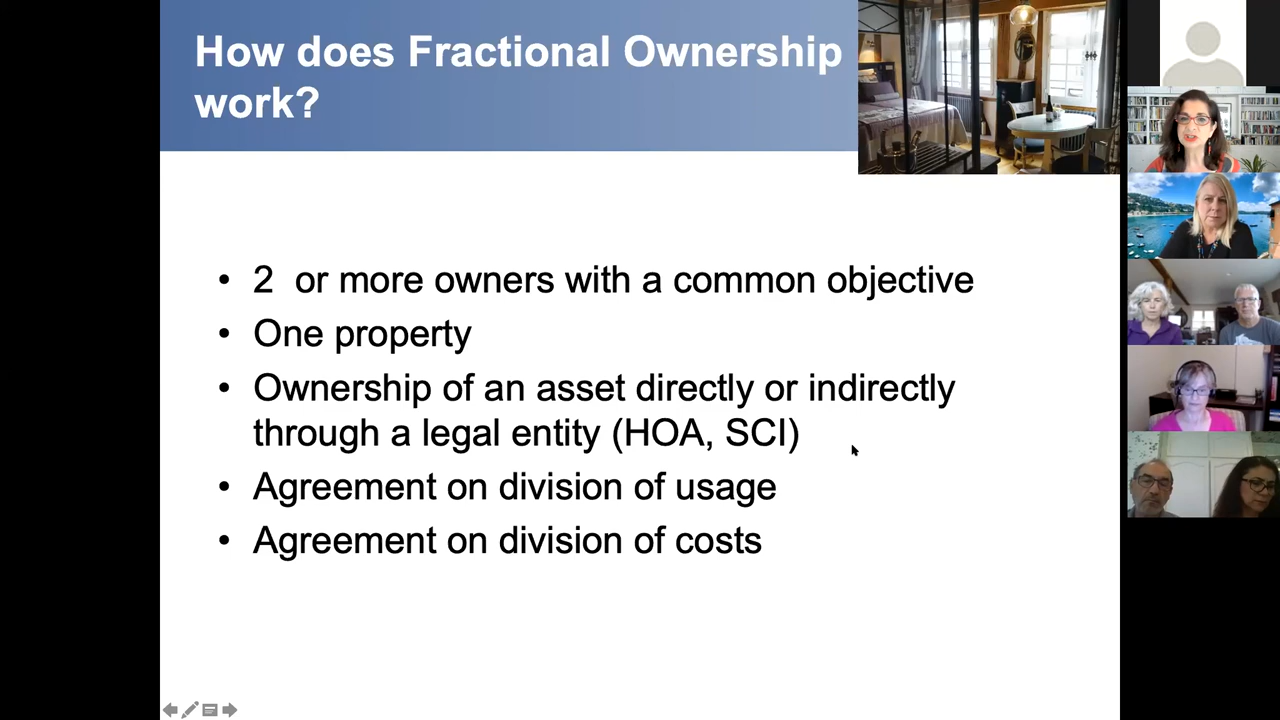 How does Fractional Ownership
work?
• 2  or more owners with a common objective
• One property
• Ownership of an asset directly or indirectly
through a legal entity (HOA, SCI)
• Agreement on division of usage
• Agreement on division of costs